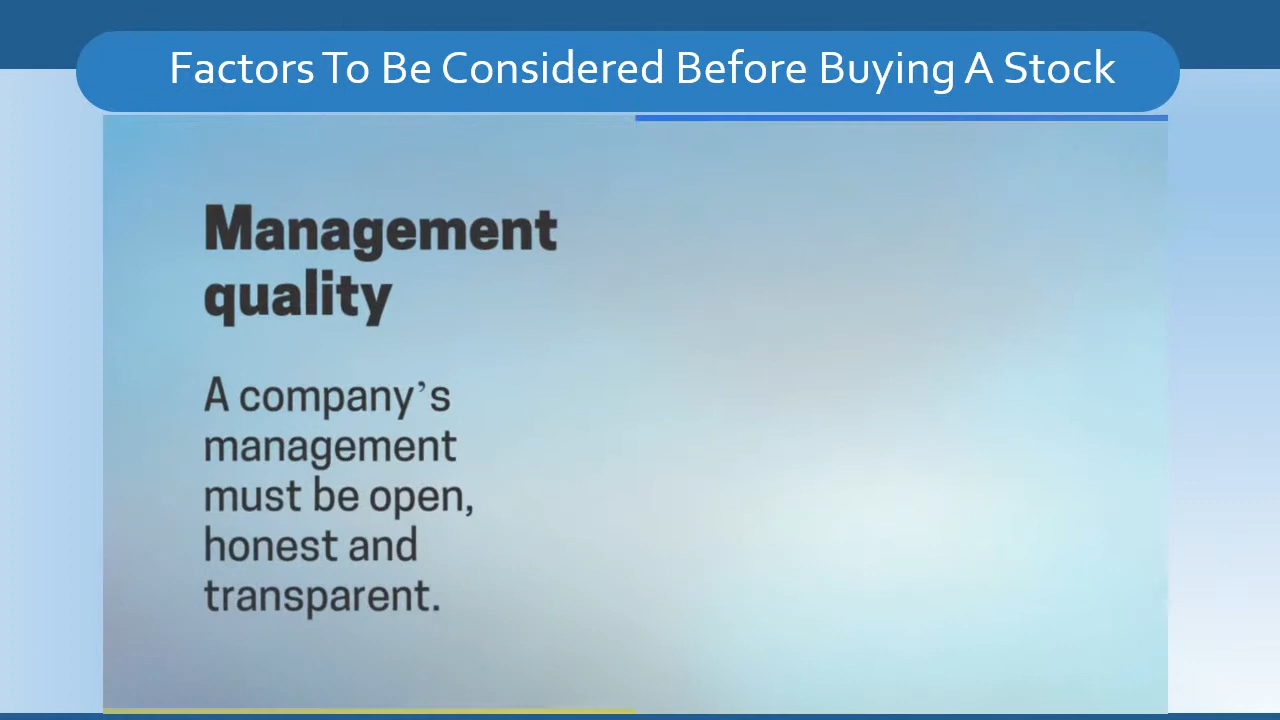 Factors To Be Considered Before Buying A Stock
Management
quality
A company’s
management
must be open,
honest and
transparent.